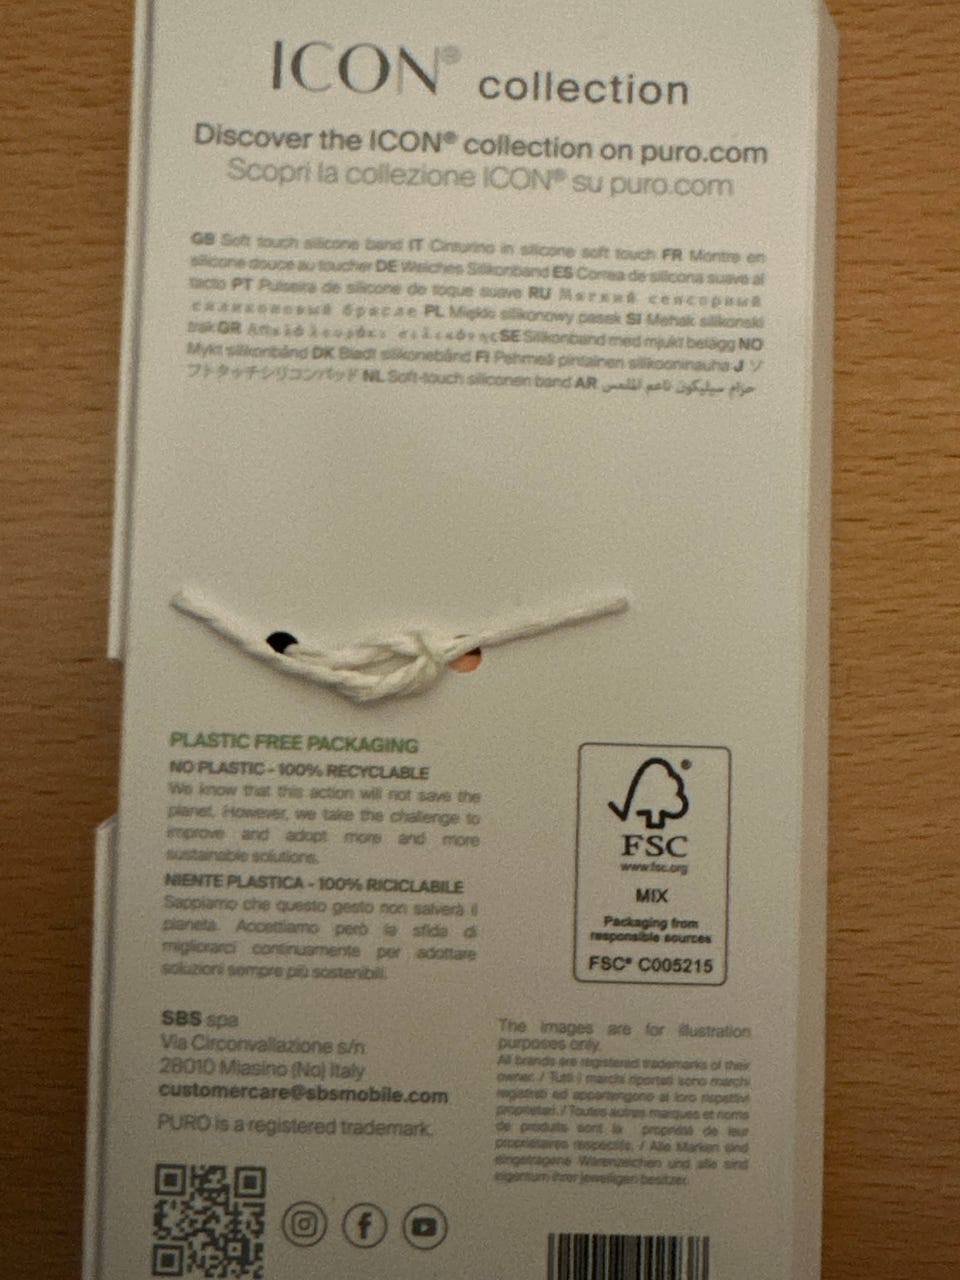 ICON® collection
Discover the ICON® collection on puro.com
Scopri la collezione ICON® su puro.com
GB Soft touch silicone band IT Cinturino in silicone soft touch FR Montre en
silicone douce au toucher DE Weiches Silikonband ES Correa de silicona suave al
tacto PT Pulseira de silicone de toque suave RU Мягкий сенсорный
силиконовый PL Miękki silikonowy pasek SI Mehak silikonski
trak GR SE Silikonband med mjukt belägg NO
Mykt silikonbånd DK Blødt silikonebånd FI Pehmeä pintainen silikooninauha J ソ
フトタッチシリコンバッド NL Soft-touch siliconen band AR حزام سيليكون ناعم الملمس
PLASTIC FREE PACKAGING
NO PLASTIC - 100% RECYCLABLE
We know that this action will not save the
planet. However, we take the challenge to
improve and adopt more and more
sustainable solutions.
NIENTE PLASTICA - 100% RICICLABILE
Sappiamo che questo gesto non salverà il
pianeta. Accettiamo però la sfida di
migliorarci continuamente per adottare
soluzioni sempre più sostenibili.
FSC®
www.fsc.org
MIX
Packaging from
responsible sources
FSC® C005215
SBS spa
Via Circonvallazione s/n
28010 Miasino (No) Italy
customercare@sbsmobile.com
PURO is a registered trademark.
The images are for illustration
purposes only.
All brands are registered trademarks of their
owner. / Tutti i marchi riportati sono marchi
registrati ed appartengono ai loro rispettivi
proprietari. / Toutes autres marques et noms
de produits sont la propriété de leur
propriétaires respectifs. / Alle Marken sind
eingetragene Warenzeichen und alle sind
eigentum ihrer jeweiligen besitzer.